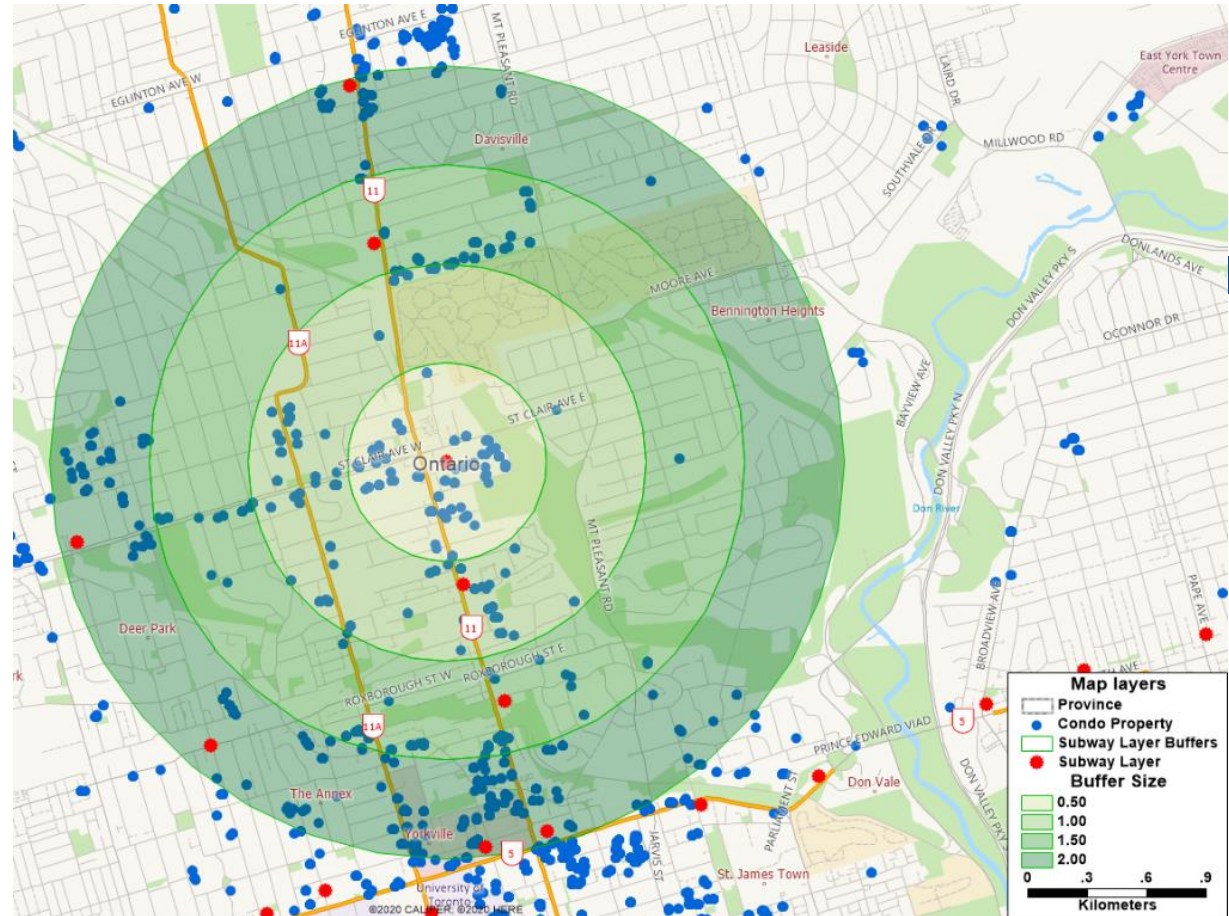 EGLINTON AVE E
MT PLEASANT RD
Leaside
LAIRD DR
East York Town
Centre
EGLINTON AVE W
Davisville
SOUTHVALE DR
MILLWOOD RD
11
DONLANDS AVE
DON VALLEY PKY S
MOORE AVE
Bennington Heights
OCONNOR DR
11A
BAYVIEW AVE
DON VALLEY PKY N
ST CLAIR AVE E
ST CLAIR AVE W
Ontario
Don River
MT PLEASANT RD
PAPE AVE
BROADVIEW AVE
Deer Park
11
ROXBOROUGH ST E
ROXBOROUGH ST W
11A
PRINCE EDWARD VIAD
5
DON VALLEY PKY S
The Annex
Don Vale
PARLIAMENT ST
Yorkville
5
JARVIS ST
St. James Town
University of
Toronto
©2020 CALIPER; ©2020 HERE
Map layers
Province
Condo Property
Subway Layer Buffers
Subway Layer
Buffer Size
0.50
1.00
1.50
2.00
0 .3 .6 .9
Kilometers